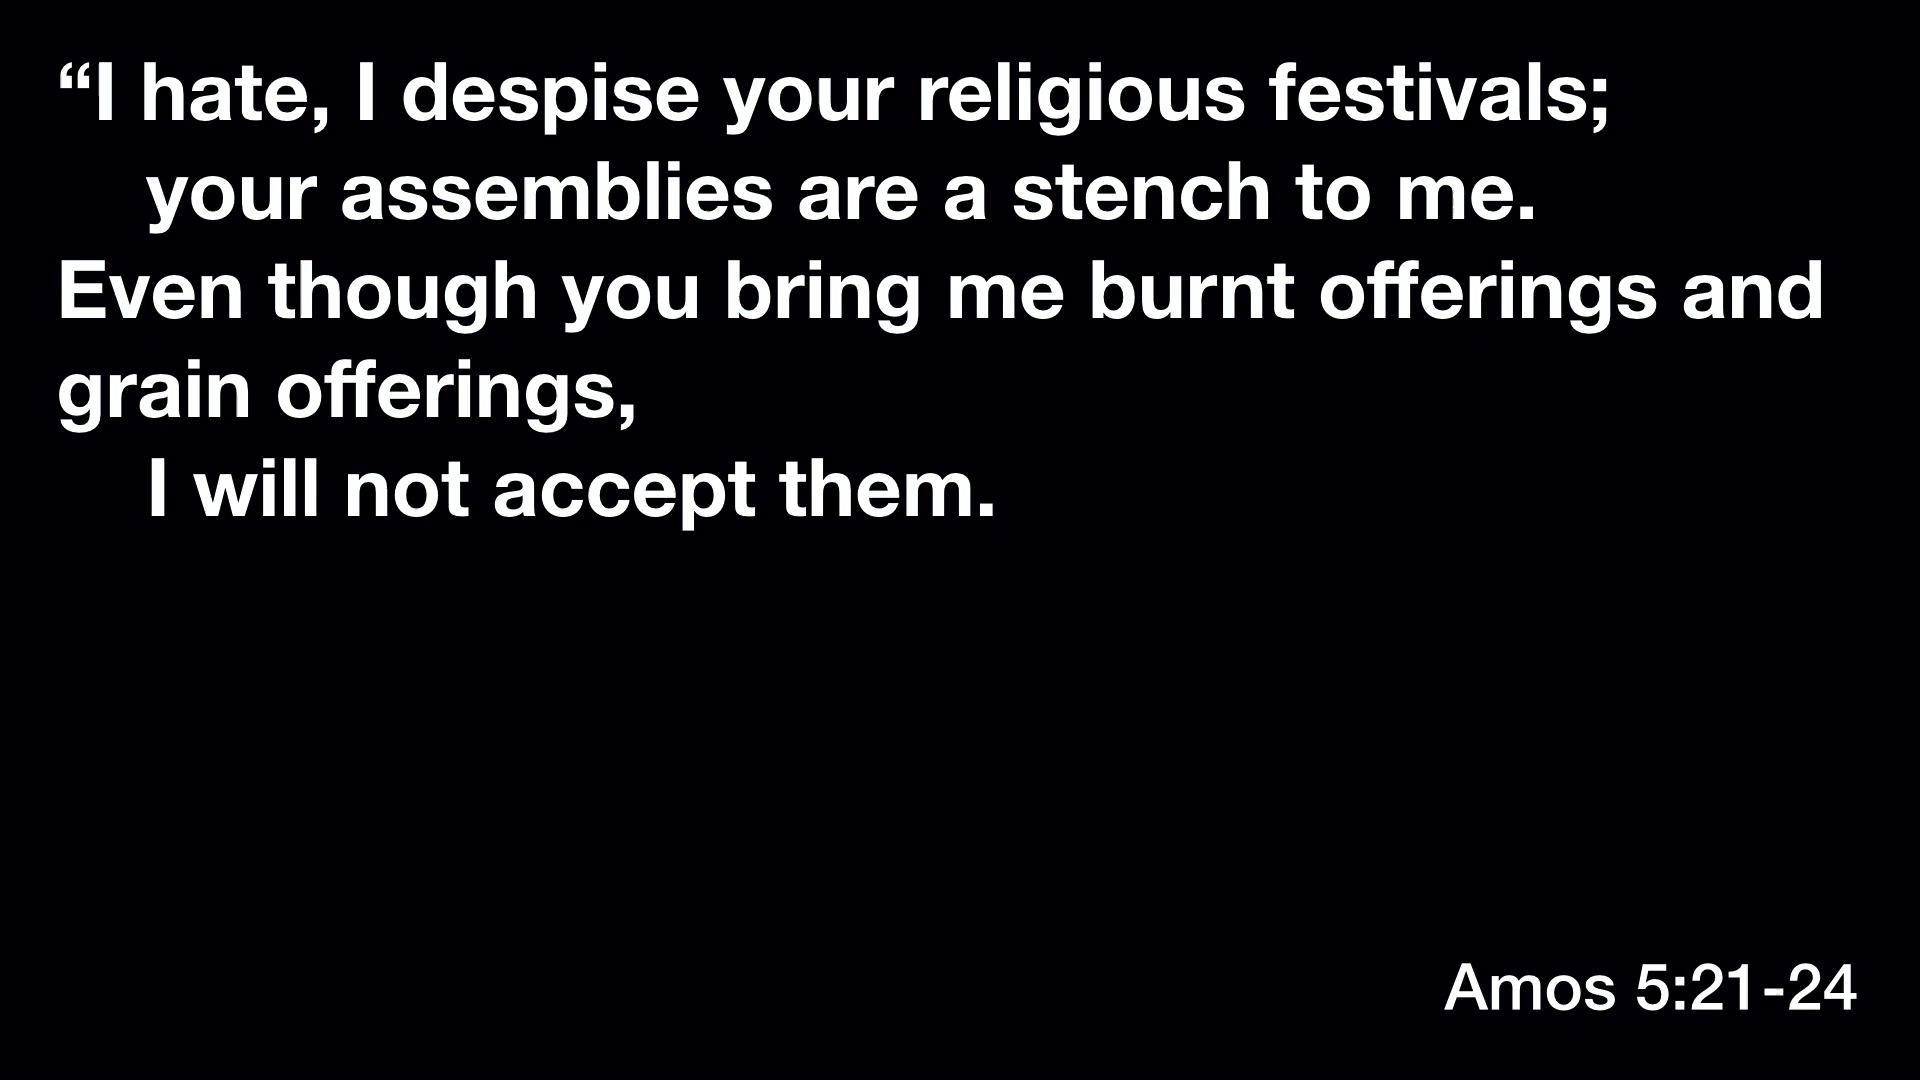 “I hate, I despise your religious festivals;
your assemblies are a stench to me.
Even though you bring me burnt offerings and
grain offerings,
I will not accept them.
Amos 5:21-24